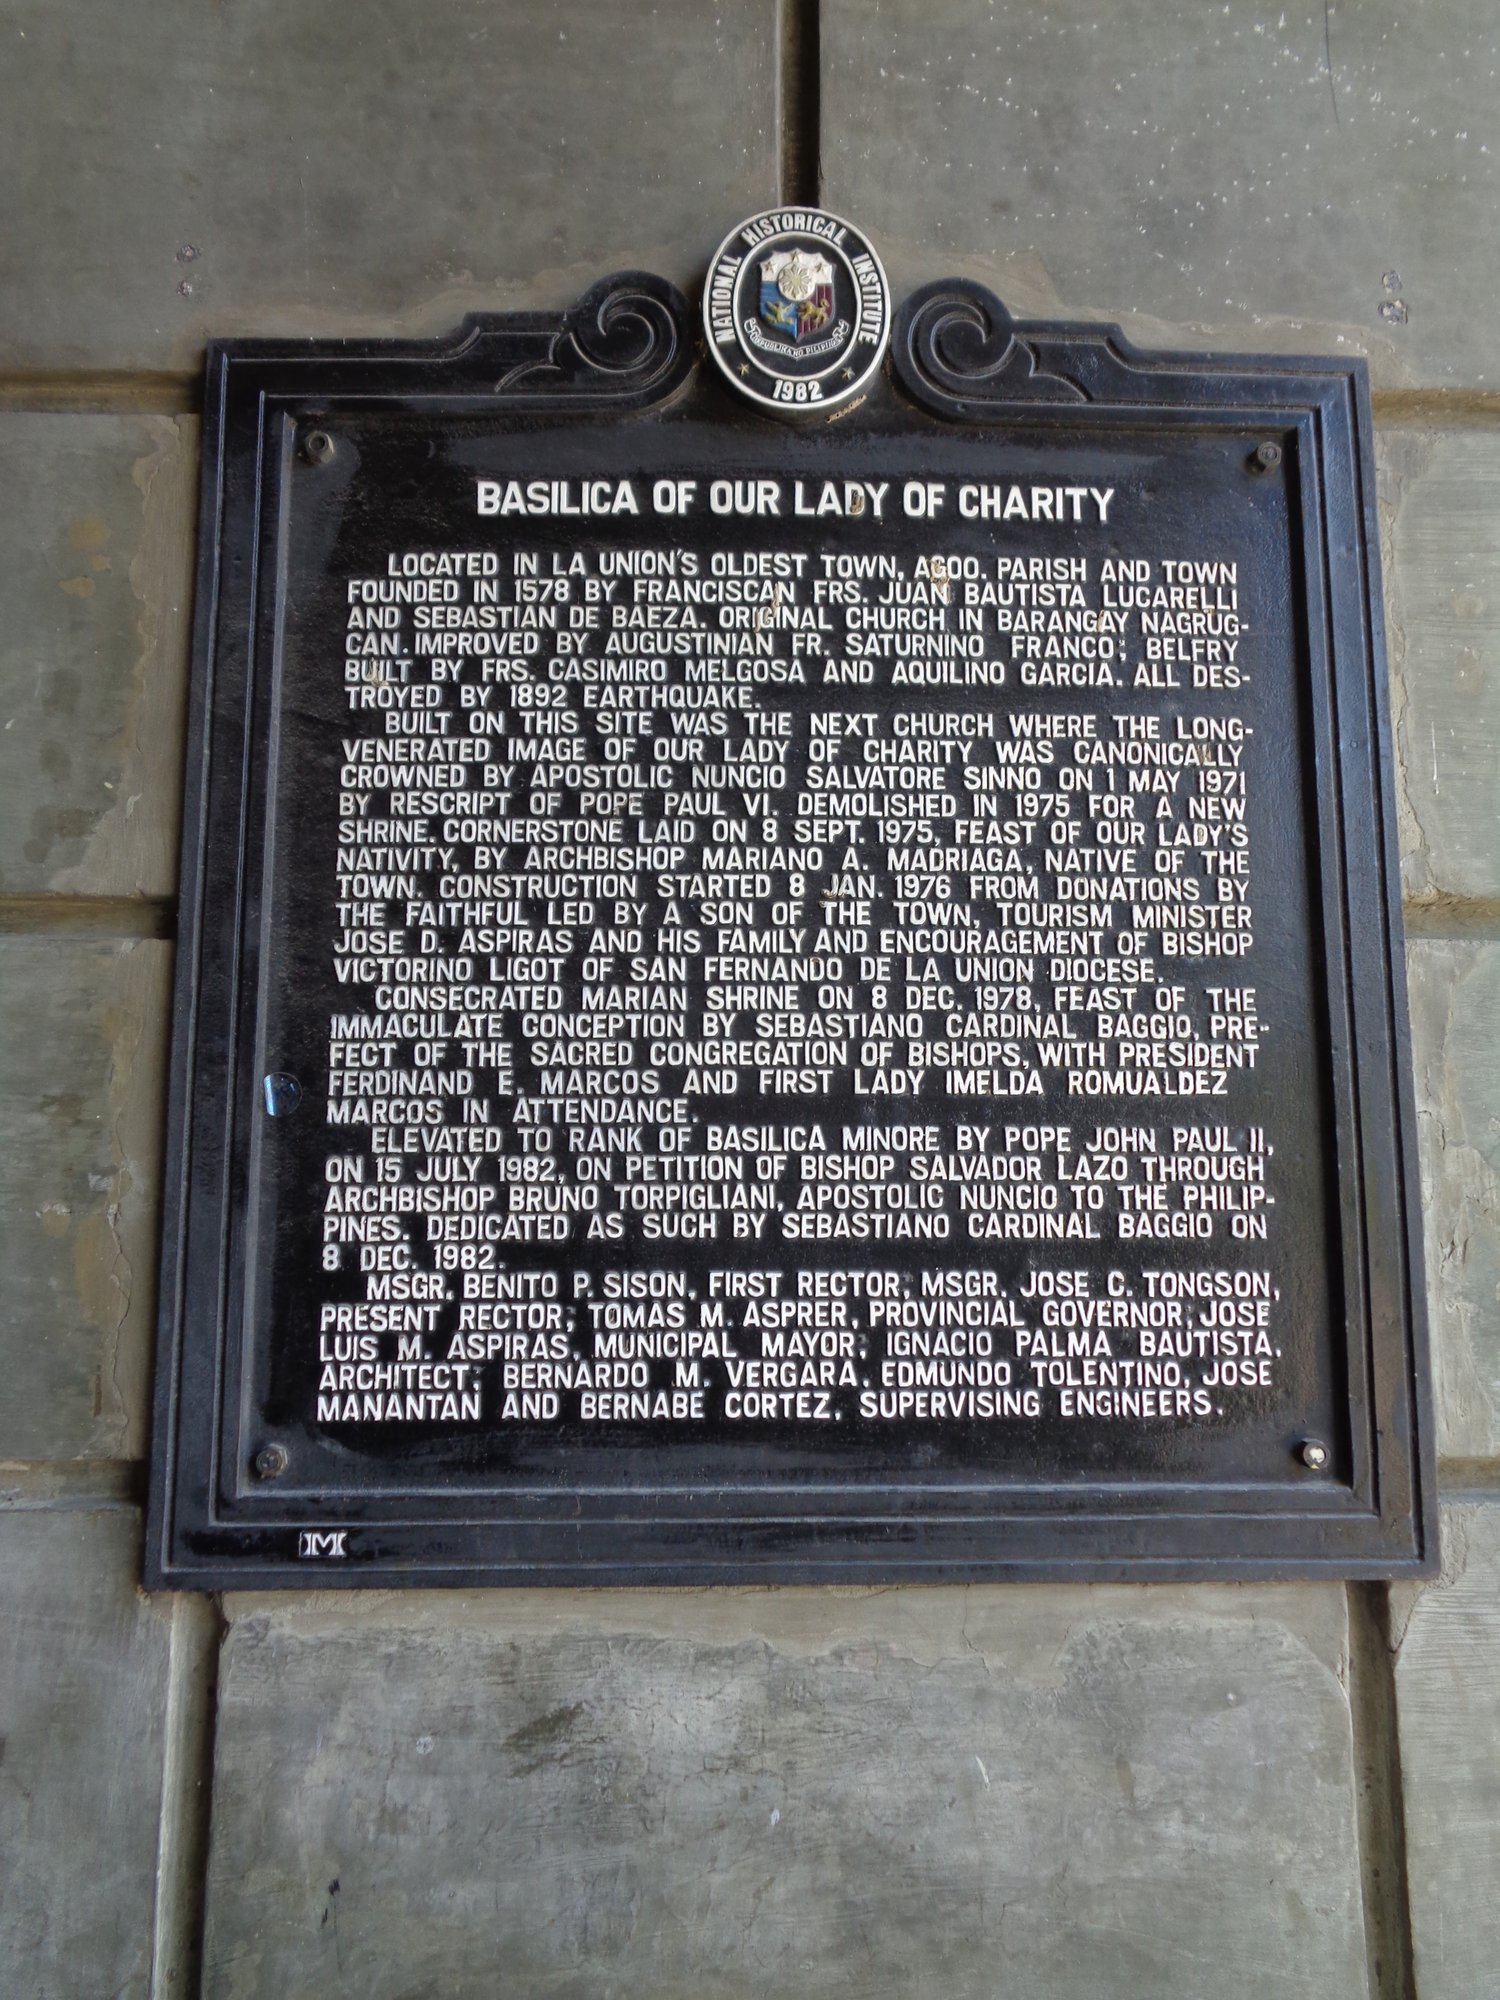 NATIONAL HISTORICAL INSTITUTE
REPUBLIKA NG PILIPINAS
1982
BASILICA OF OUR LADY OF CHARITY
LOCATED IN LA UNION'S OLDEST TOWN, AGOO. PARISH AND TOWN
FOUNDED IN 1578 BY FRANCISCAN FRS. JUAN BAUTISTA LUCARELLI
AND SEBASTIAN DE BAEZA. ORIGINAL CHURCH IN BARANGAY NAGRUG-
CAN. IMPROVED BY AUGUSTINIAN FR. SATURNINO FRANCO; BELFRY
BUILT BY FRS. CASIMIRO MELGOSA AND AQUILINO GARCIA. ALL DES-
TROYED BY 1892 EARTHQUAKE.
BUILT ON THIS SITE WAS THE NEXT CHURCH WHERE THE LONG-
VENERATED IMAGE OF OUR LADY OF CHARITY WAS CANONICALLY
CROWNED BY APOSTOLIC NUNCIO SALVATORE SINNO ON 1 MAY 1971
BY RESCRIPT OF POPE PAUL VI. DEMOLISHED IN 1975 FOR A NEW
SHRINE. CORNERSTONE LAID ON 8 SEPT. 1975, FEAST OF OUR LADY'S
NATIVITY, BY ARCHBISHOP MARIANO A. MADRIAGA, NATIVE OF THE
TOWN. CONSTRUCTION STARTED 8 JAN. 1976 FROM DONATIONS BY
THE FAITHFUL LED BY A SON OF THE TOWN, TOURISM MINISTER
JOSE D. ASPIRAS AND HIS FAMILY AND ENCOURAGEMENT OF BISHOP
VICTORINO LIGOT OF SAN FERNANDO DE LA UNION DIOCESE.
CONSECRATED MARIAN SHRINE ON 8 DEC. 1978, FEAST OF THE
IMMACULATE CONCEPTION BY SEBASTIANO CARDINAL BAGGIO, PRE-
FECT OF THE SACRED CONGREGATION OF BISHOPS, WITH PRESIDENT
FERDINAND E. MARCOS AND FIRST LADY IMELDA ROMUALDEZ
MARCOS IN ATTENDANCE.
ELEVATED TO RANK OF BASILICA MINORE BY POPE JOHN PAUL II,
ON 15 JULY 1982, ON PETITION OF BISHOP SALVADOR LAZO THROUGH
ARCHBISHOP BRUNO TORPIGLIANI, APOSTOLIC NUNCIO TO THE PHILIP-
PINES. DEDICATED AS SUCH BY SEBASTIANO CARDINAL BAGGIO ON
8 DEC. 1982.
MSGR. BENITO P. SISON, FIRST RECTOR; MSGR. JOSE C. TONGSON,
PRESENT RECTOR; TOMAS M. ASPRER, PROVINCIAL GOVERNOR; JOSE
LUIS M. ASPIRAS, MUNICIPAL MAYOR; IGNACIO PALMA BAUTISTA,
ARCHITECT; BERNARDO M. VERGARA, EDMUNDO TOLENTINO, JOSE
MANANTAN AND BERNABE CORTEZ, SUPERVISING ENGINEERS.
M